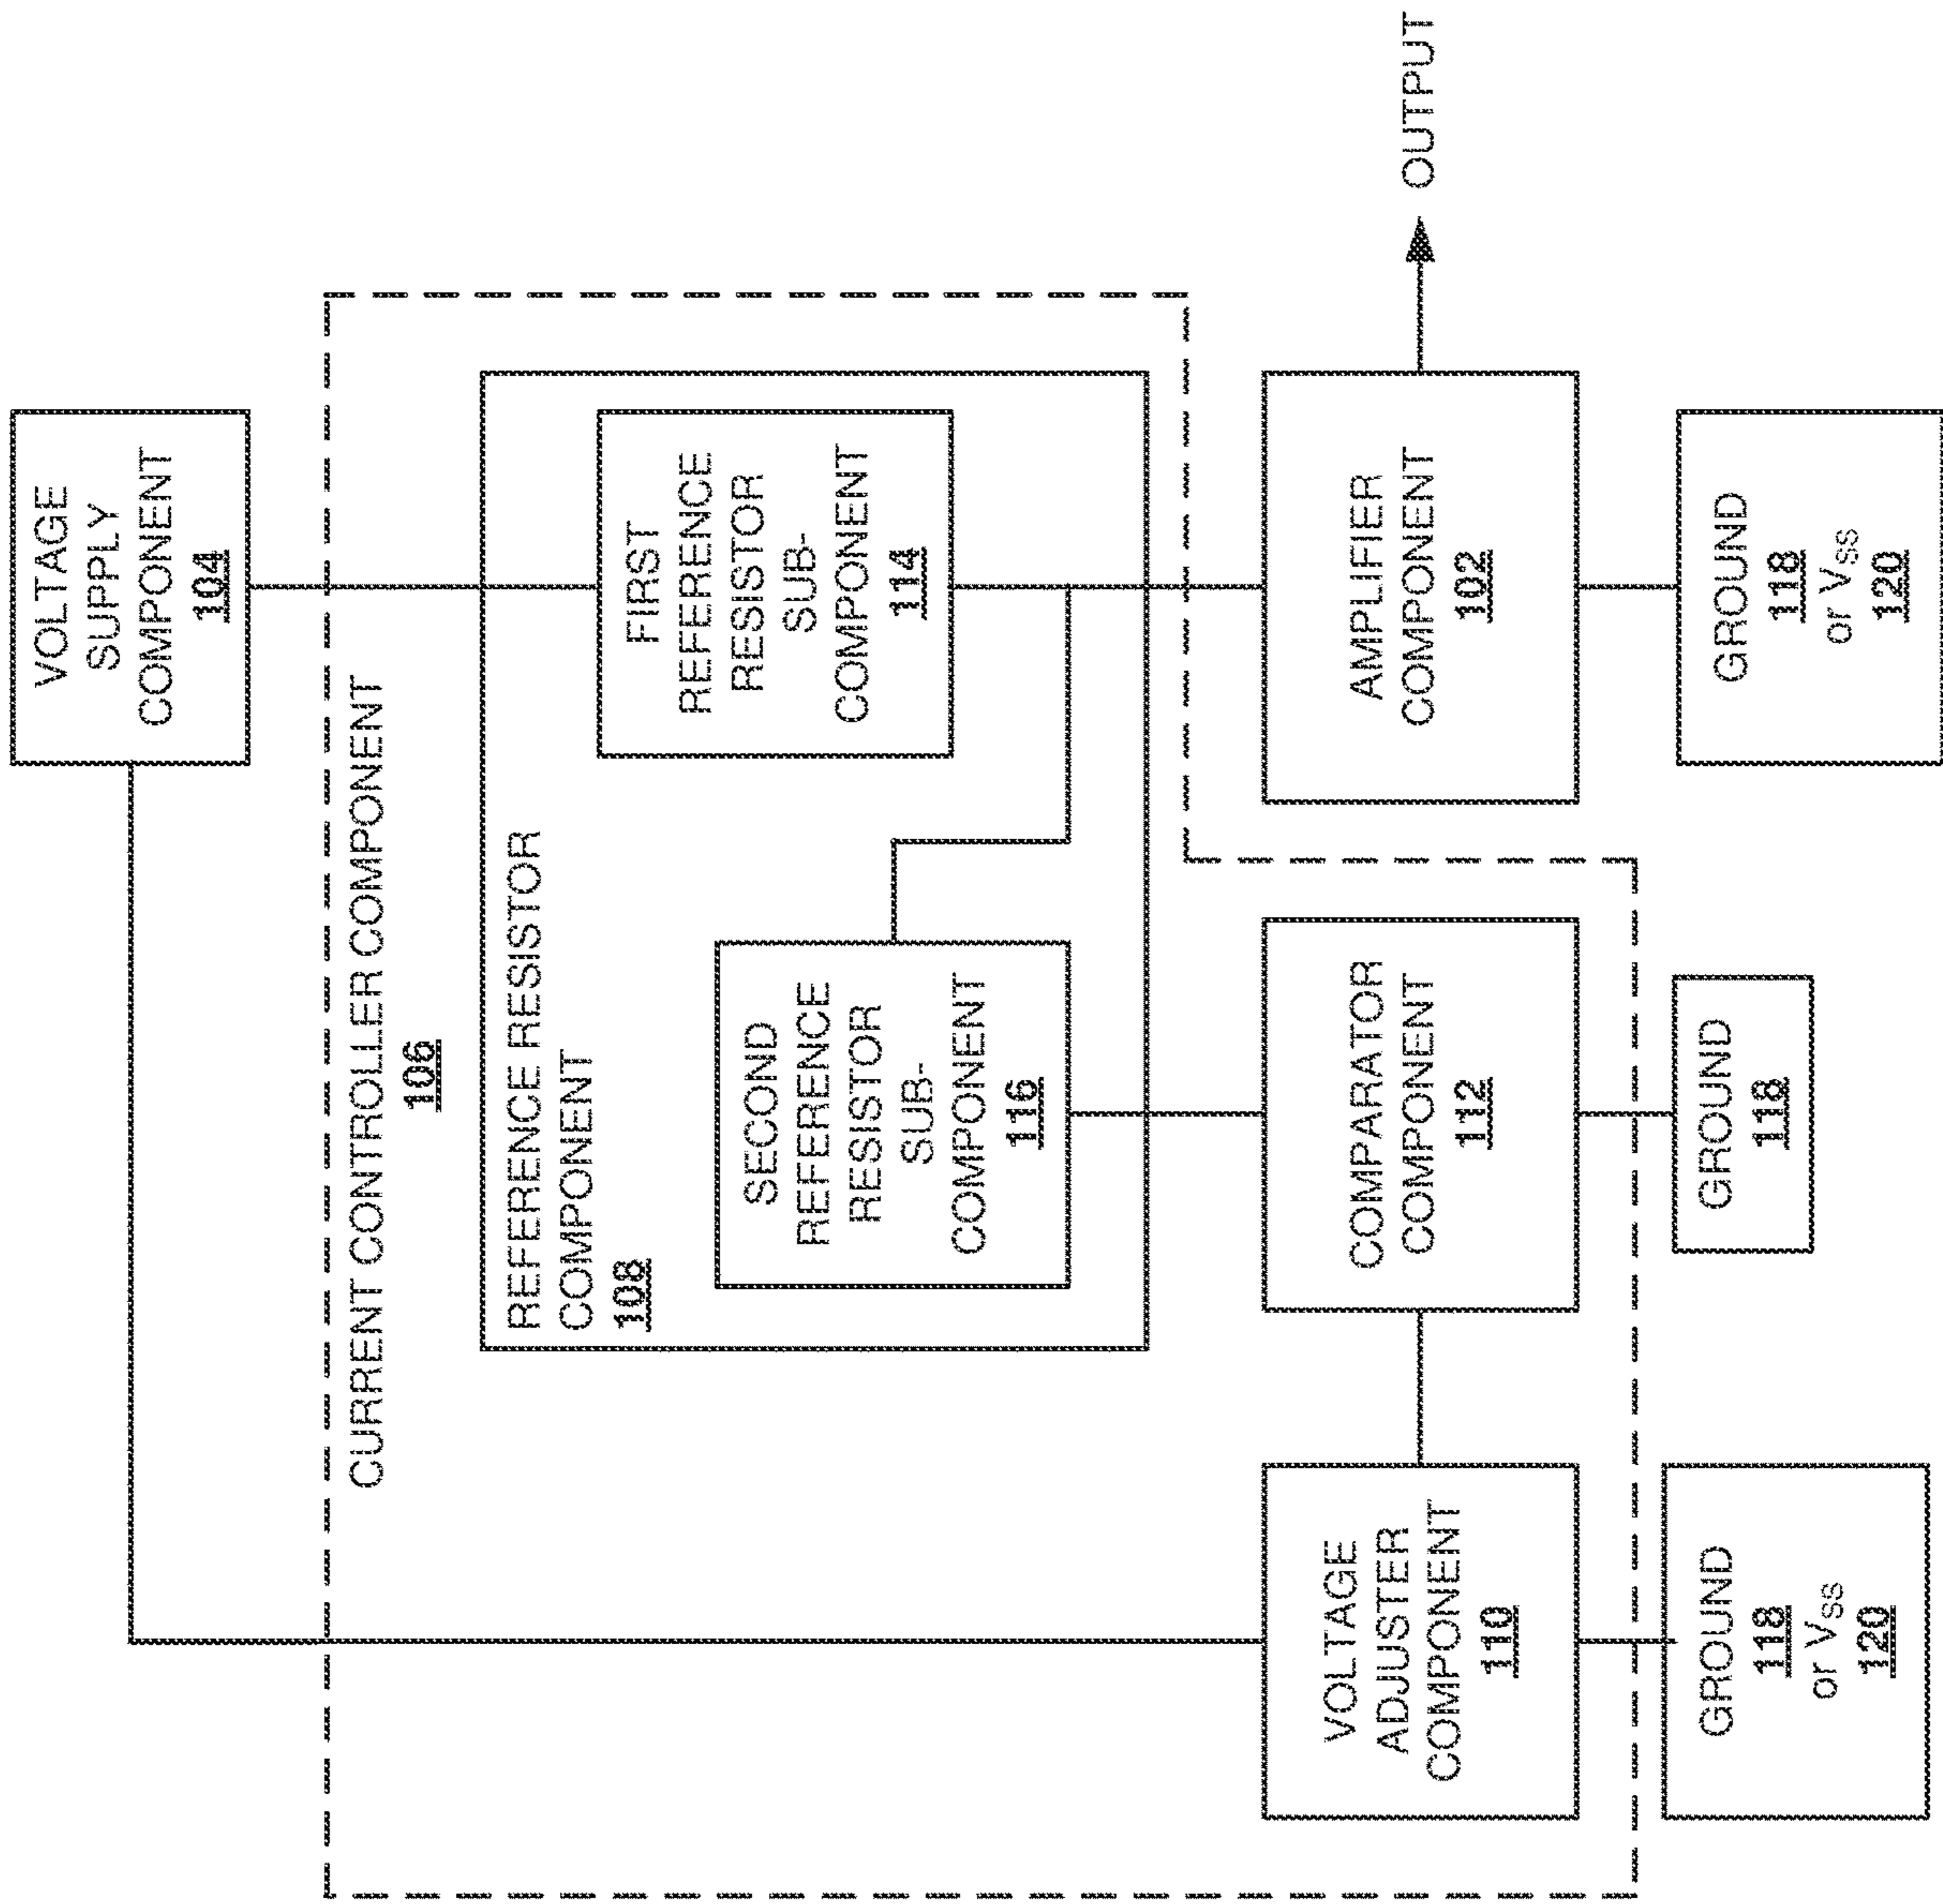 VOLTAGE
SUPPLY
COMPONENT
104
CURRENT CONTROLLER COMPONENT
106
REFERENCE RESISTOR
COMPONENT
108
FIRST
REFERENCE
RESISTOR
SUB-
COMPONENT
114
SECOND
REFERENCE
RESISTOR
SUB-
COMPONENT
116
VOLTAGE
ADJUSTER
COMPONENT
110
COMPARATOR
COMPONENT
112
AMPLIFIER
COMPONENT
102
OUTPUT
GROUND
118
or VSS
120
GROUND
118
GROUND
118
or VSS
120